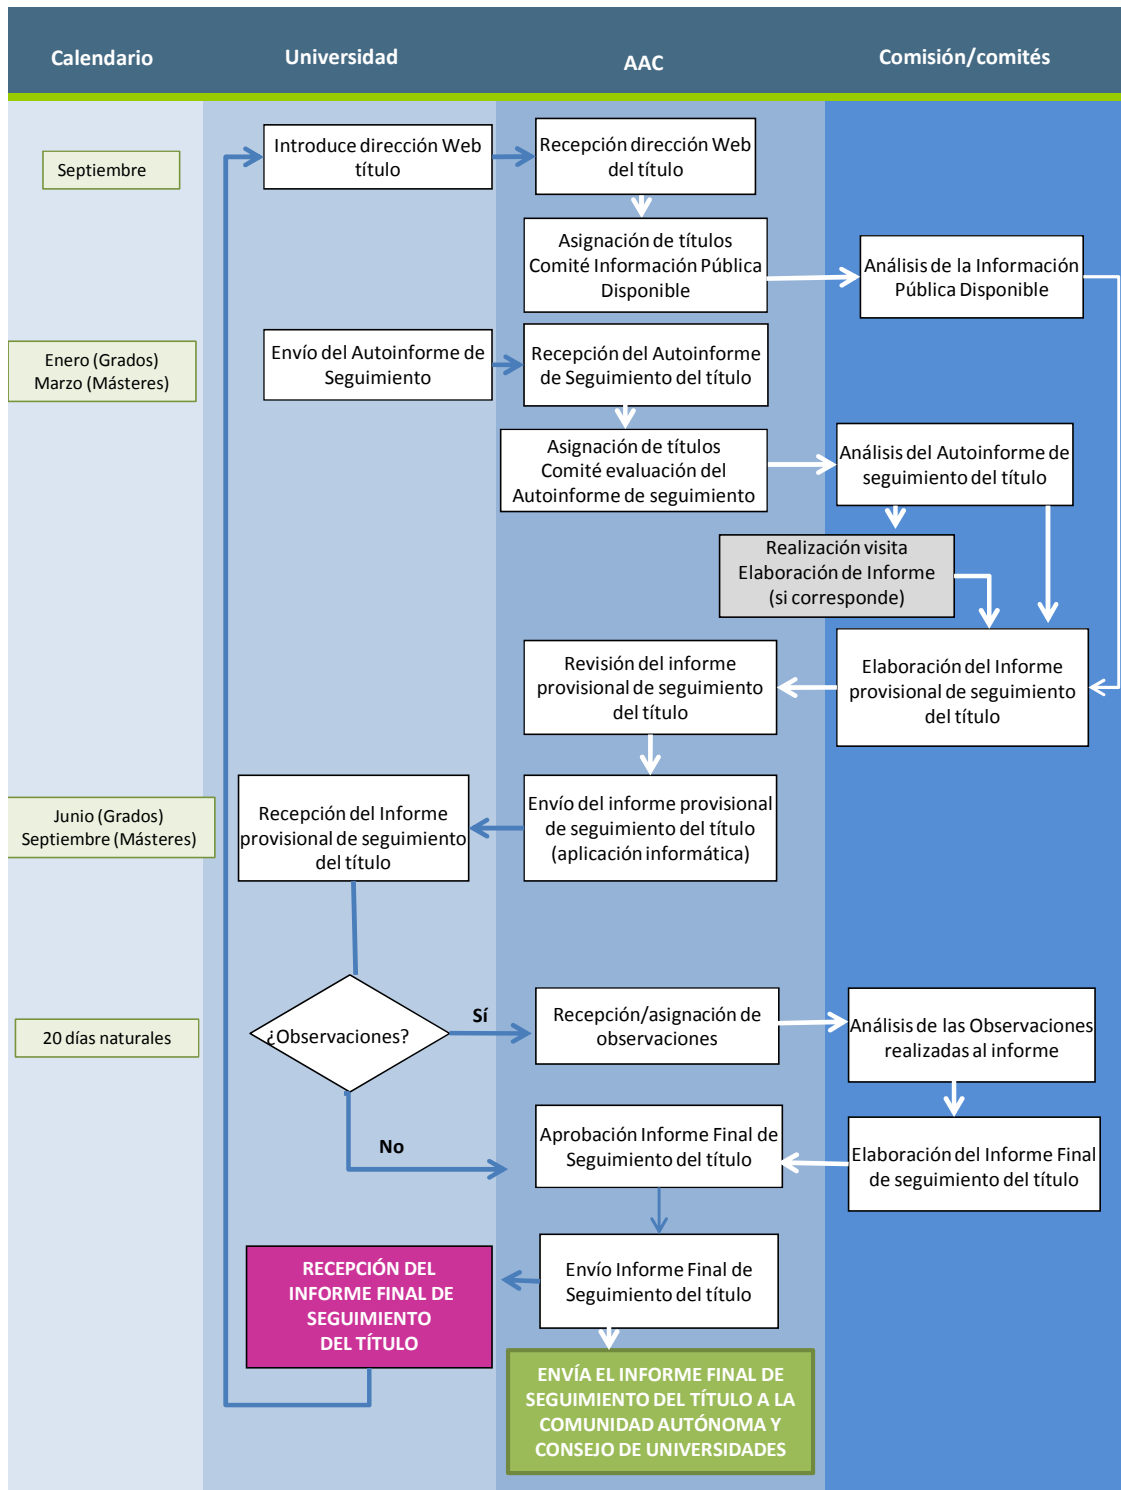 Calendario
Universidad
AAC
Comisión/comités
Septiembre
Introduce dirección Web
título
Recepción dirección Web
del título
Asignación de títulos
Comité Información Pública
Disponible
Análisis de la Información
Pública Disponible
Enero (Grados)
Marzo (Másteres)
Envío del Autoinforme de
Seguimiento
Recepción del Autoinforme
de Seguimiento del título
Asignación de títulos
Comité evaluación del
Autoinforme de seguimiento
Análisis del Autoinforme de
seguimiento del título
Realización visita
Elaboración de Informe
(si corresponde)
Revisión del informe
provisional de seguimiento
del título
Elaboración del Informe
provisional de seguimiento
del título
Junio (Grados)
Septiembre (Másteres)
Recepción del Informe
provisional de seguimiento
del título
Envío del informe provisional
de seguimiento del título
(aplicación informática)
20 días naturales
¿Observaciones?
Sí
Recepción/asignación de
observaciones
Análisis de las Observaciones
realizadas al informe
No
Aprobación Informe Final de
Seguimiento del título
Elaboración del Informe Final
de seguimiento del título
RECEPCIÓN DEL
INFORME FINAL DE
SEGUIMIENTO
DEL TÍTULO
Envío Informe Final de
Seguimiento del título
ENVÍA EL INFORME FINAL DE
SEGUIMIENTO DEL TÍTULO A LA
COMUNIDAD AUTÓNOMA Y
CONSEJO DE UNIVERSIDADES